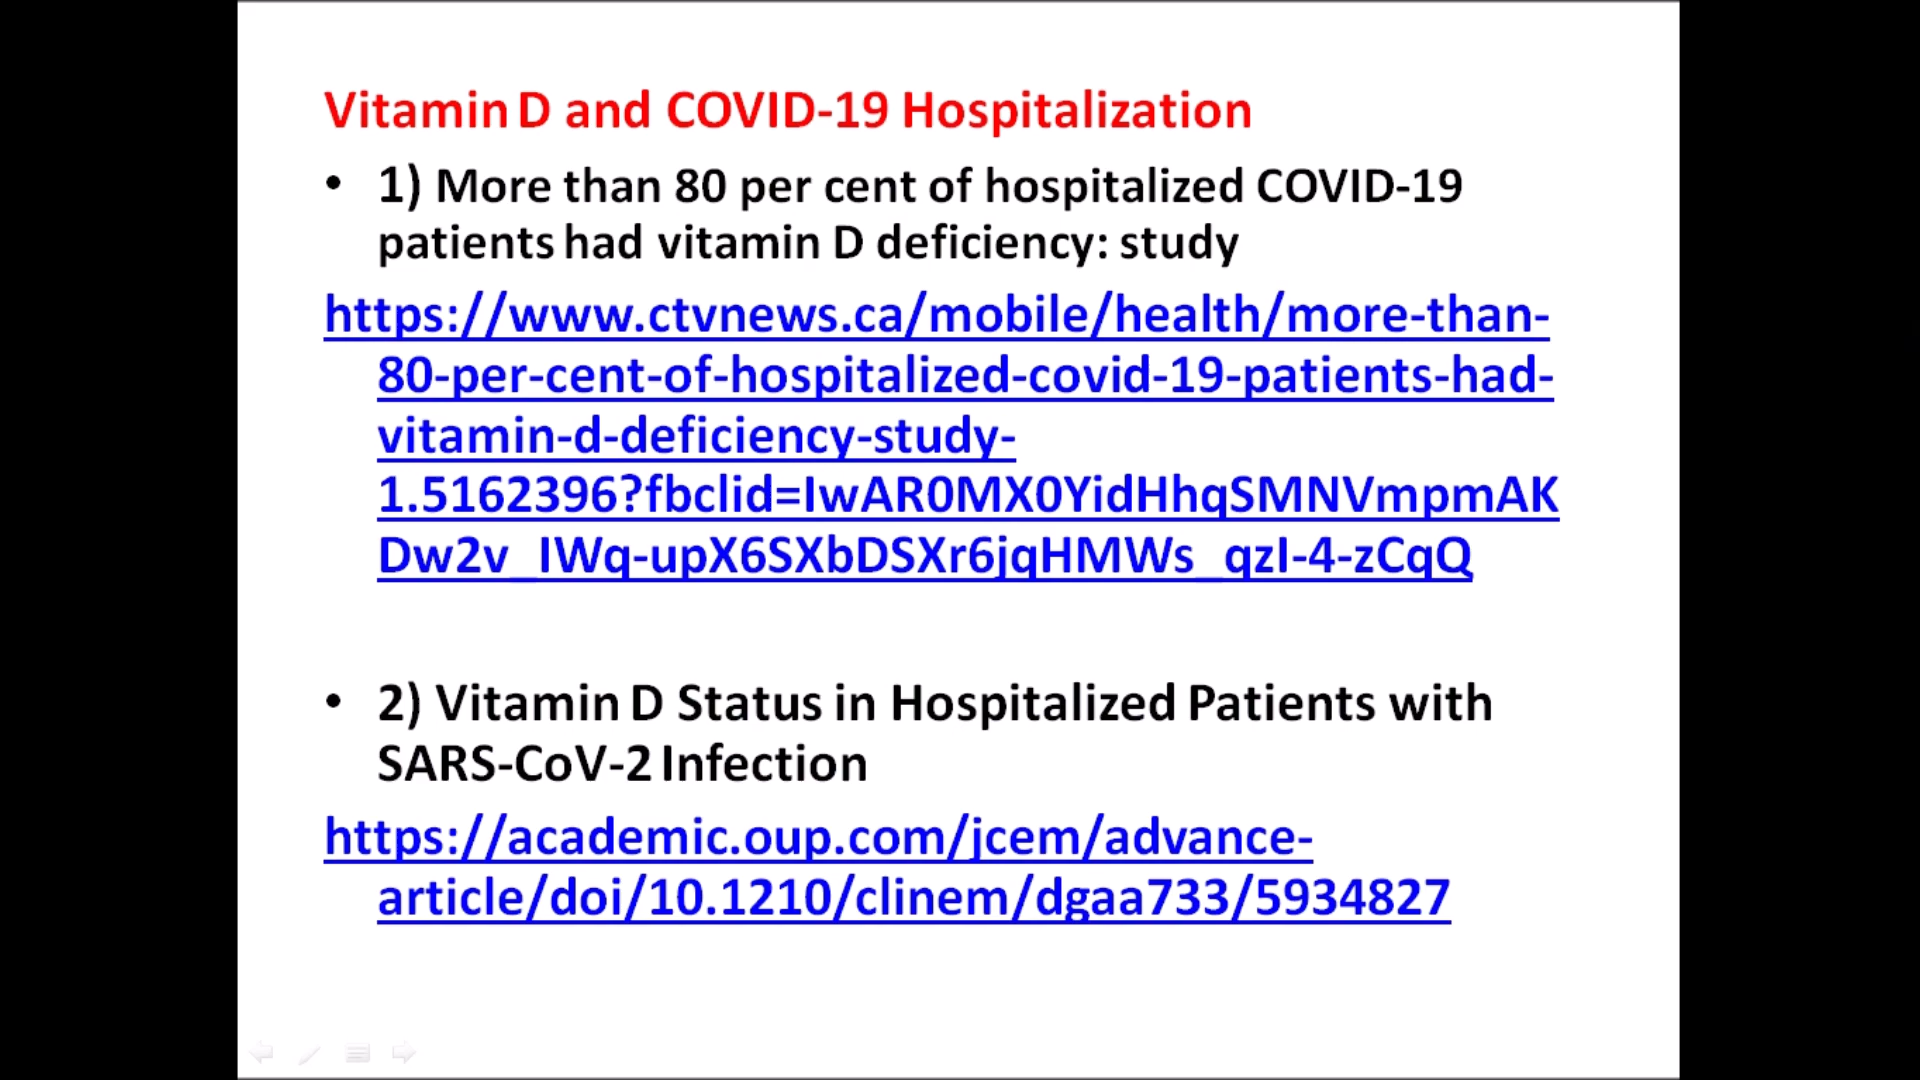 Vitamin D and COVID-19 Hospitalization
• 1) More than 80 per cent of hospitalized COVID-19
patients had vitamin D deficiency: study
https://www.ctvnews.ca/mobile/health/more-than-
80-per-cent-of-hospitalized-covid-19-patients-had-
vitamin-d-deficiency-study-
1.5162396?fbclid=IwAR0MX0YidHhqSMNVmpmAK
Dw2v_IWq-upX6SXbDSXr6jqHMWs_qzI-4-zCqQ
• 2) Vitamin D Status in Hospitalized Patients with
SARS-CoV-2 Infection
https://academic.oup.com/jcem/advance-
article/doi/10.1210/clinem/dgaa733/5934827